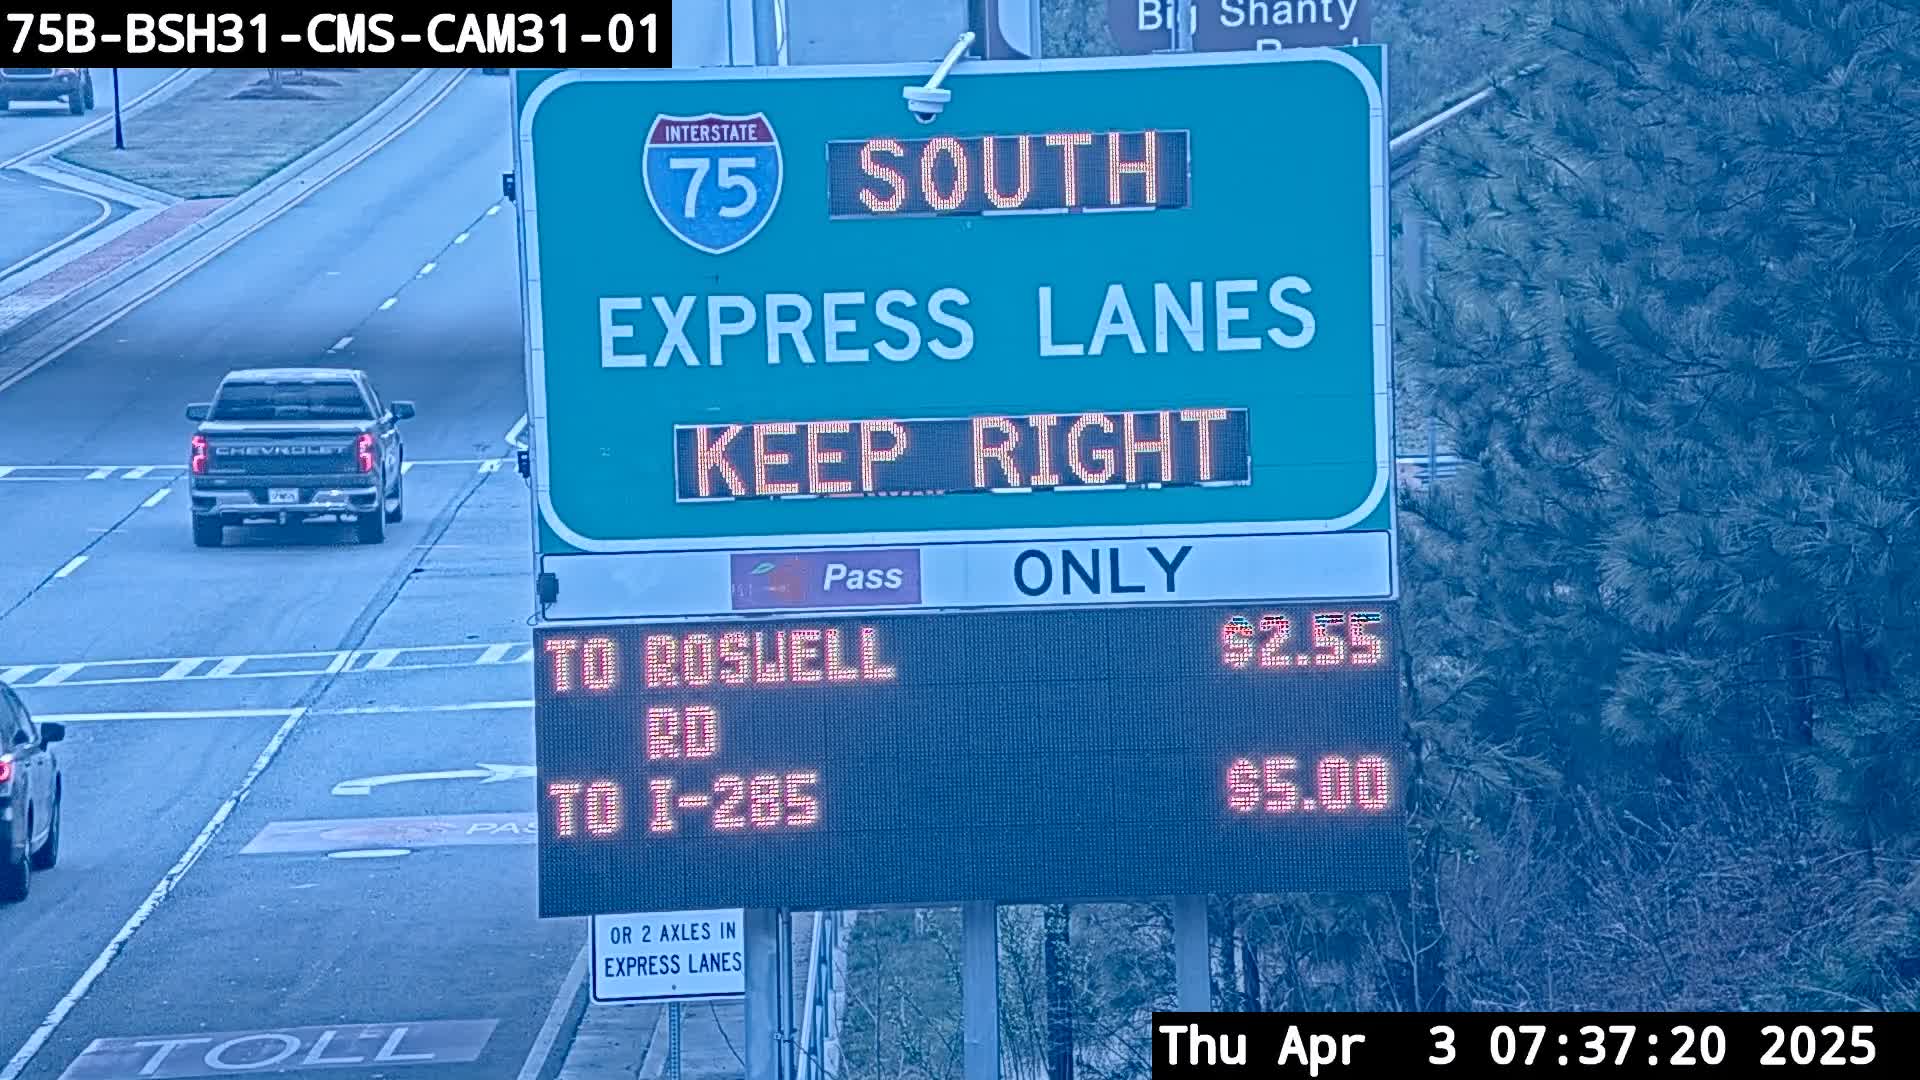 75B-BSH31-CMS-CAM31-01
Big Shanty
INTERSTATE
75
SOUTH
EXPRESS LANES
KEEP RIGHT
CHEVROLET
Pass ONLY
TO ROSWELL $2.55
RD
TO I-285 $5.00
OR 2 AXLES IN
EXPRESS LANES
TOLL
Thu Apr 3 07:37:20 2025